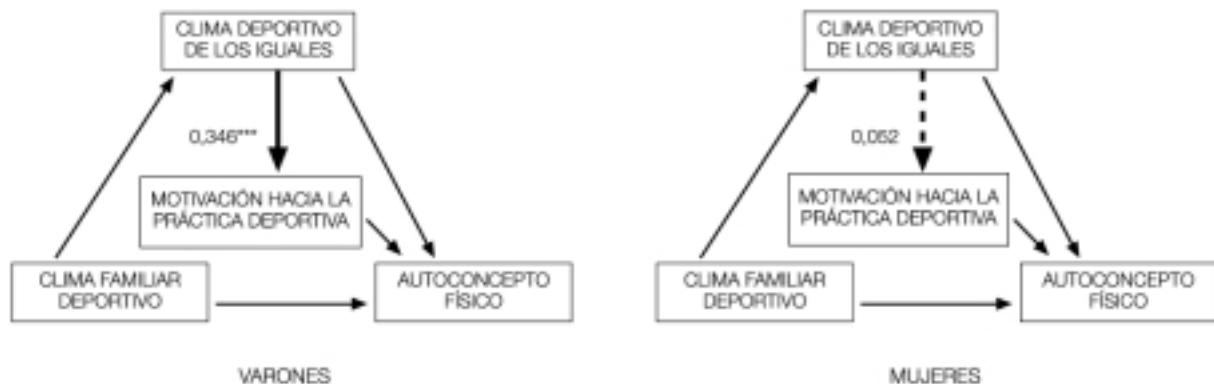 CLIMA DEPORTIVO
DE LOS IGUALES
0,346***
MOTIVACIÓN HACIA LA
PRÁCTICA DEPORTIVA
CLIMA FAMILIAR
DEPORTIVO
AUTOCONCEPTO
FÍSICO
VARONES
CLIMA DEPORTIVO
DE LOS IGUALES
0,052
MOTIVACIÓN HACIA LA
PRÁCTICA DEPORTIVA
CLIMA FAMILIAR
DEPORTIVO
AUTOCONCEPTO
FÍSICO
MUJERES